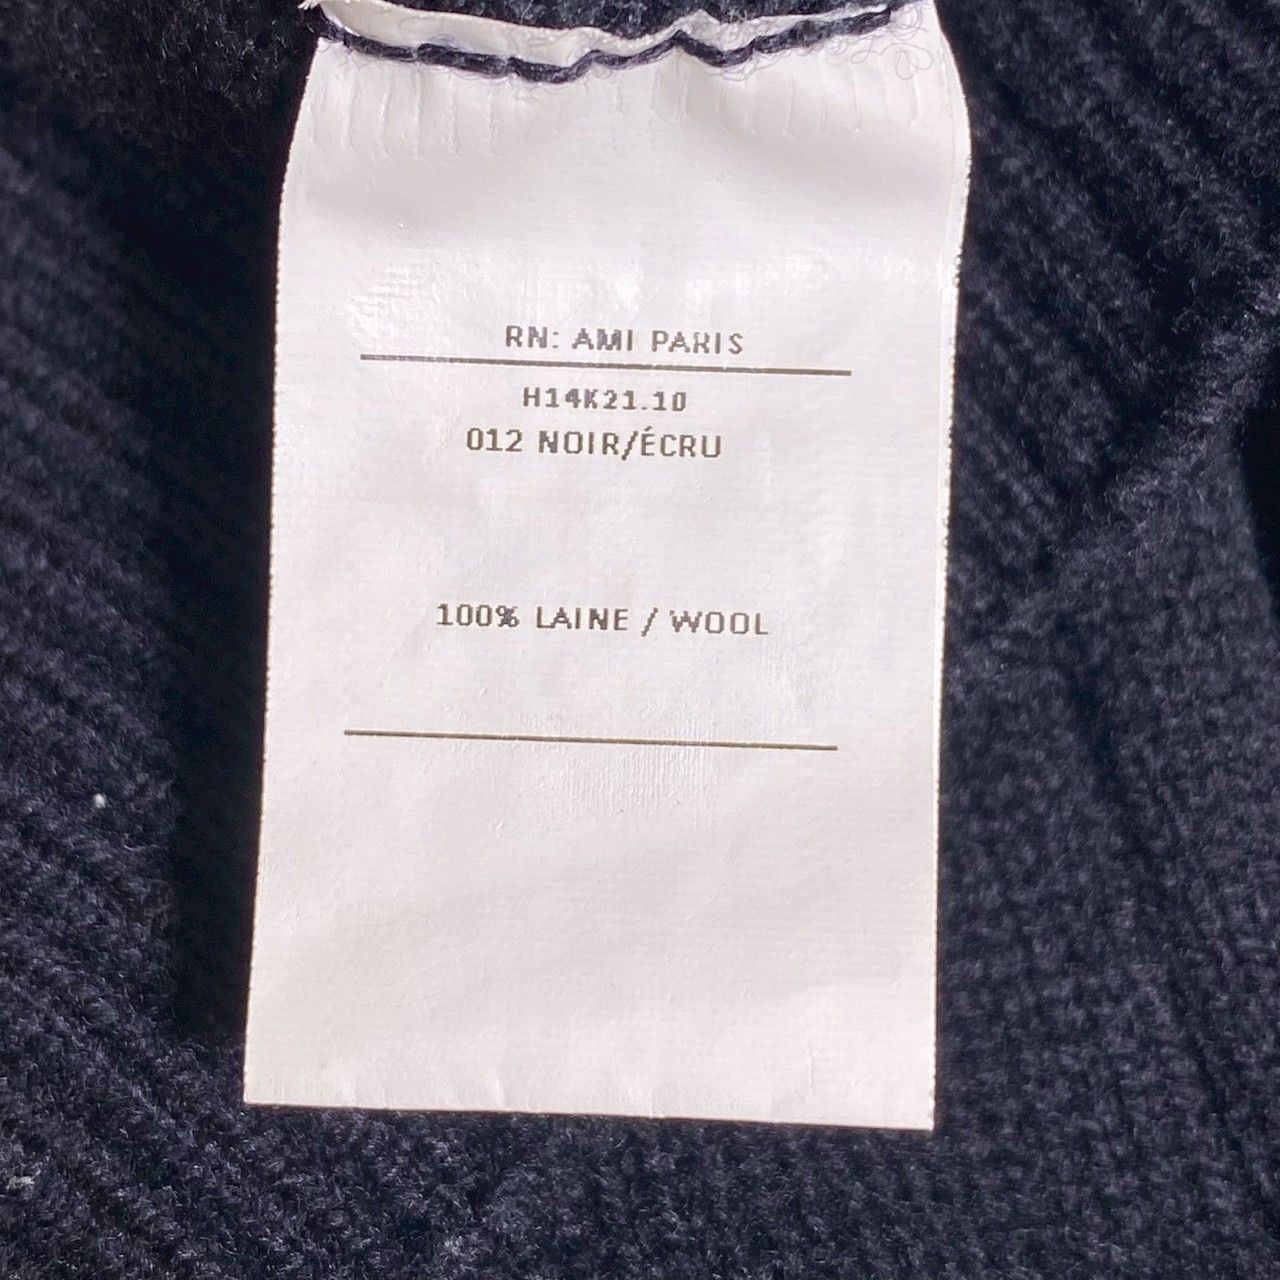 RN: AMI PARIS
H14K21.10
012 NOIR/ÉCRU
100% LAINE / WOOL